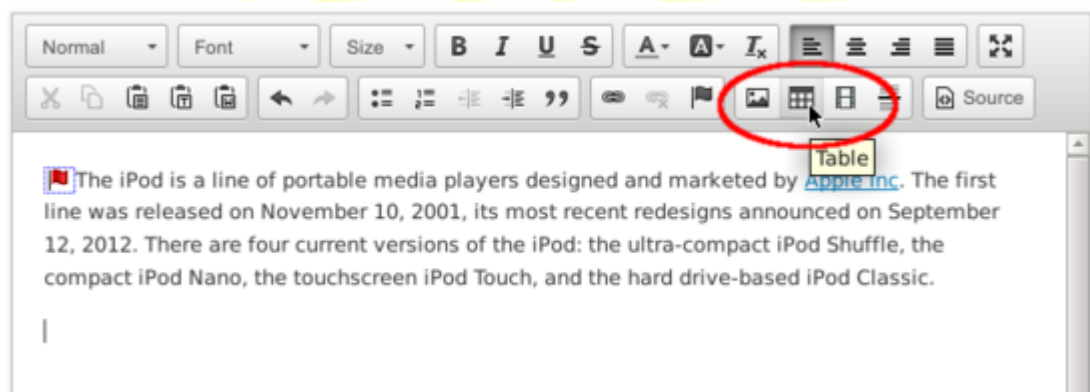 Normal Font Size B I U S A A Tx
Source
Table
The iPod is a line of portable media players designed and marketed by Apple Inc. The first
line was released on November 10, 2001, its most recent redesigns announced on September
12, 2012. There are four current versions of the iPod: the ultra-compact iPod Shuffle, the
compact iPod Nano, the touchscreen iPod Touch, and the hard drive-based iPod Classic.